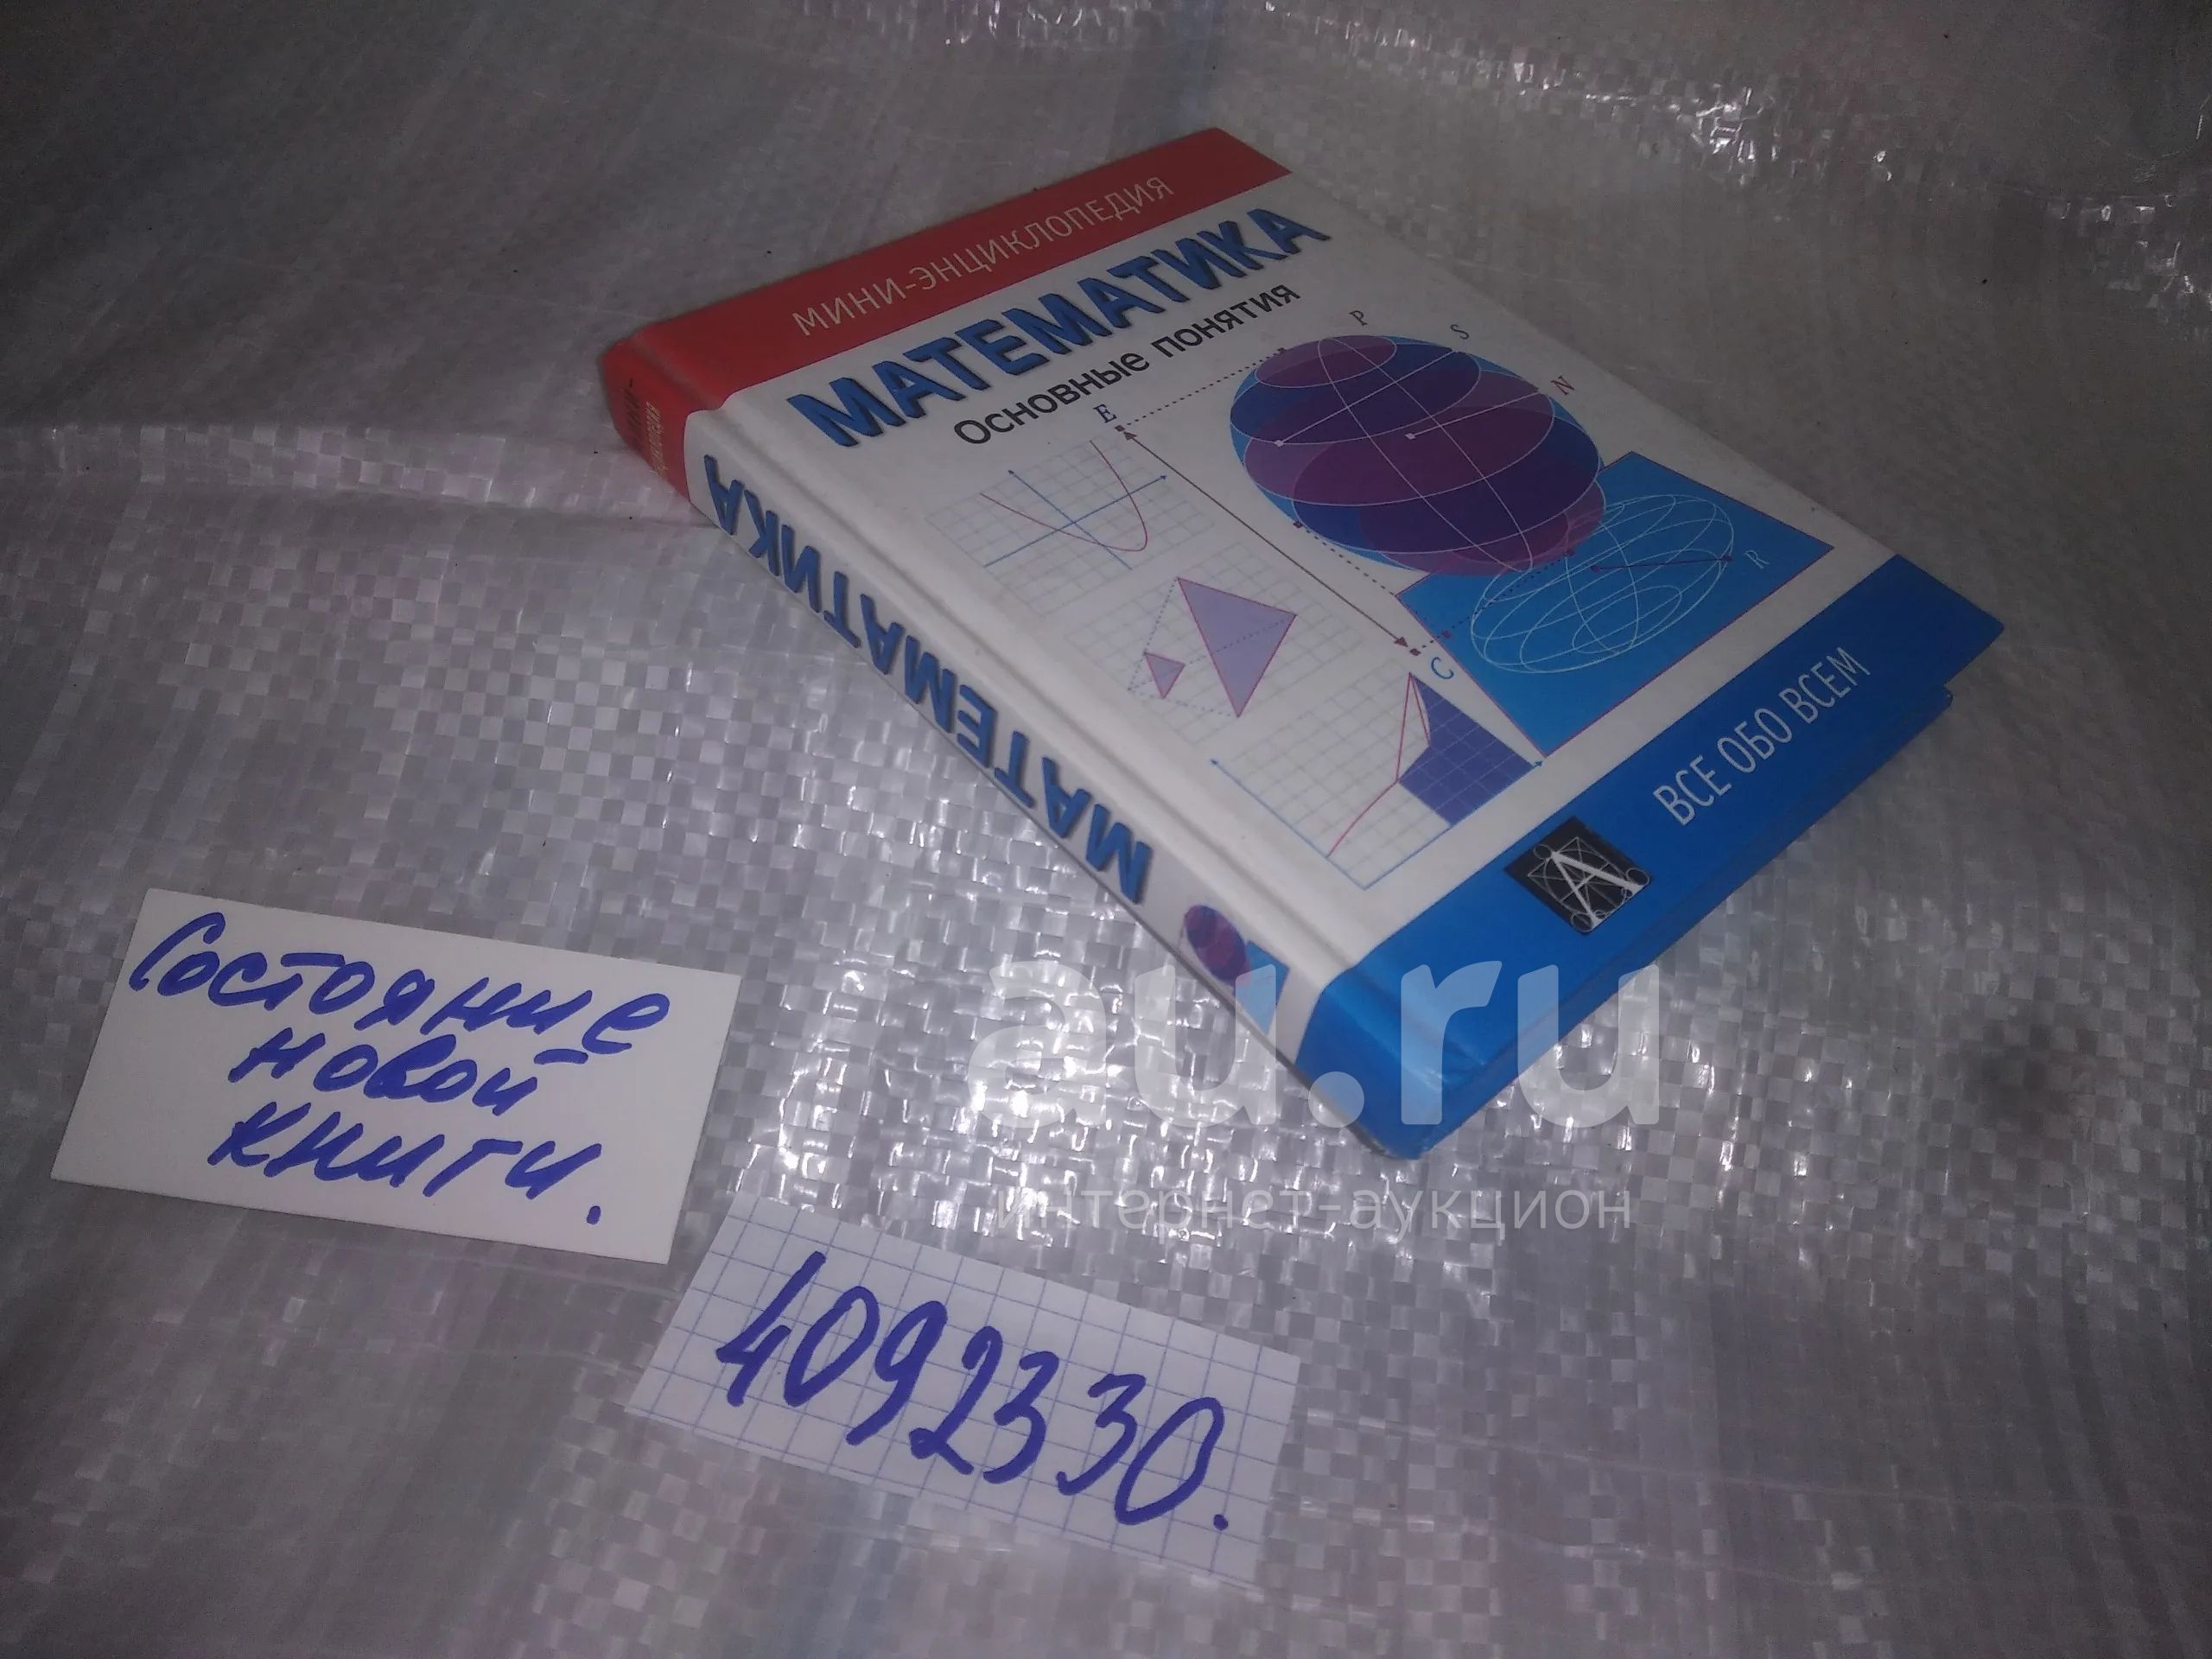 МИНИ-ЭНЦИКЛОПЕДИЯ
МАТЕМАТИКА
Основные понятия
P
S
E
N
R
C
ВСЕ ОБО ВСЕМ
А
МАТЕМАТИКА
au.ru
интернет-аукцион
Состояние
новой
книги.
4092330.